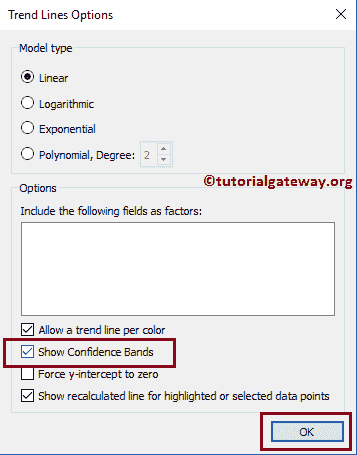 Trend Lines Options
Model type
Linear
Logarithmic
Exponential
Polynomial, Degree: 2
©tutorialgateway.org
Options
Include the following fields as factors:
Allow a trend line per color
Show Confidence Bands
Force y-intercept to zero
Show recalculated line for highlighted or selected data points
OK